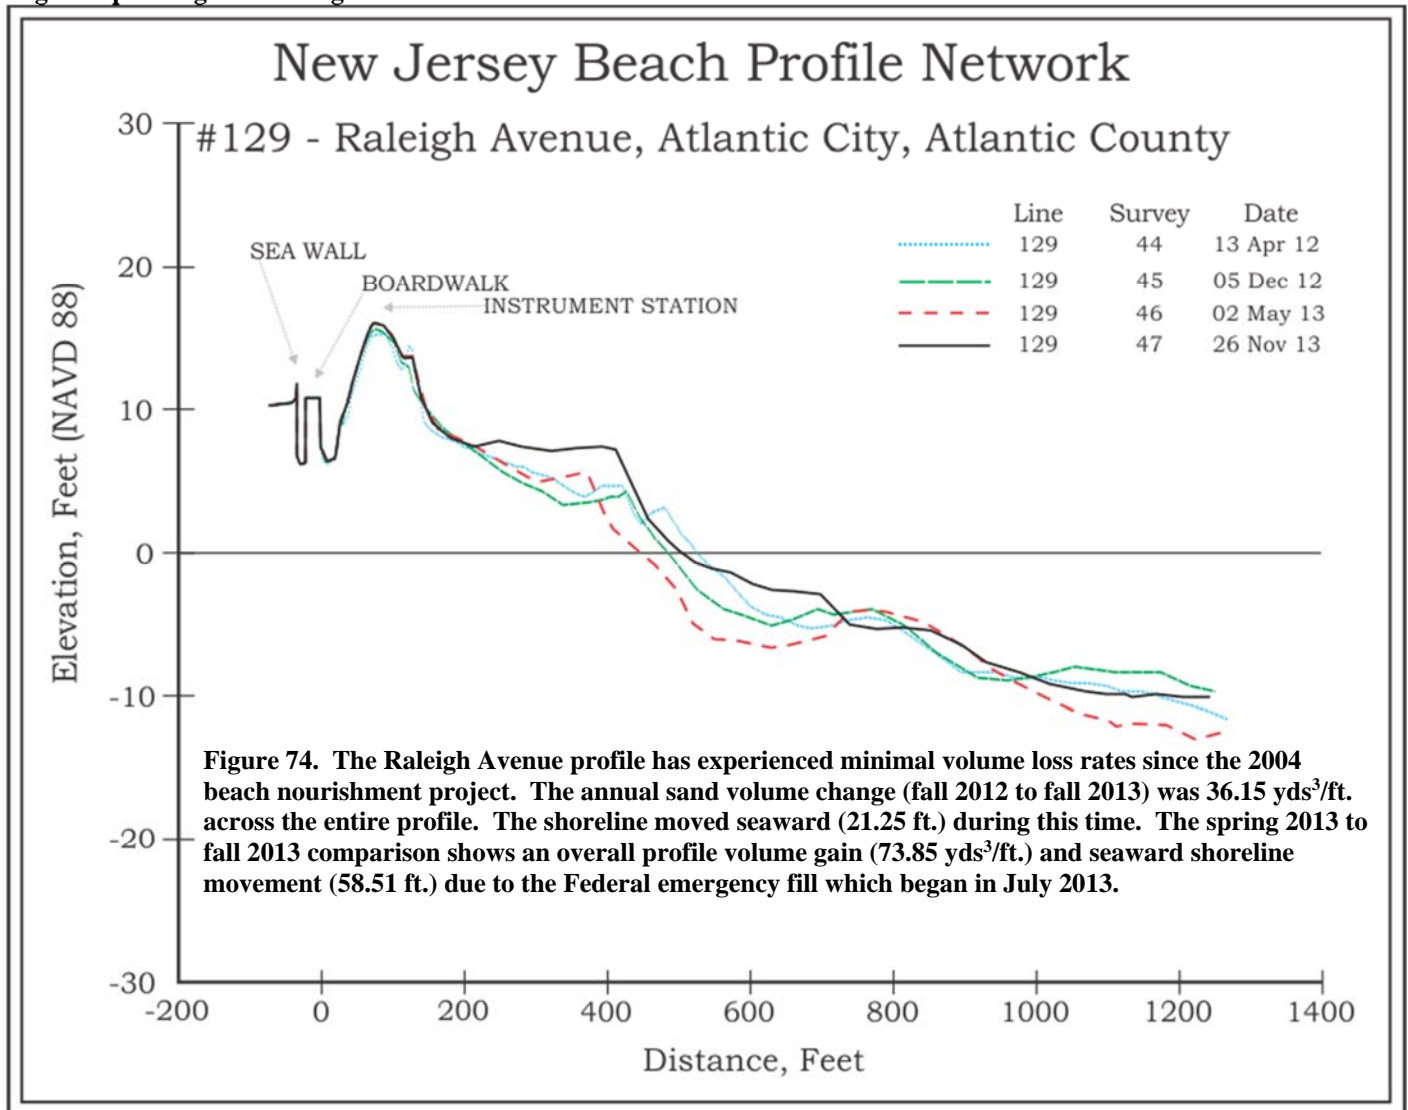 New Jersey Beach Profile Network
#129 - Raleigh Avenue, Atlantic City, Atlantic County
Line Survey Date
129 44 13 Apr 12
129 45 05 Dec 12
129 46 02 May 13
129 47 26 Nov 13
SEA WALL
BOARDWALK
INSTRUMENT STATION
Elevation, Feet (NAVD 88)
30
20
10
0
-10
-20
-30
Figure 74. The Raleigh Avenue profile has experienced minimal volume loss rates since the 2004
beach nourishment project. The annual sand volume change (fall 2012 to fall 2013) was 36.15 yds³/ft.
across the entire profile. The shoreline moved seaward (21.25 ft.) during this time. The spring 2013 to
fall 2013 comparison shows an overall profile volume gain (73.85 yds³/ft.) and seaward shoreline
movement (58.51 ft.) due to the Federal emergency fill which began in July 2013.
-200 0 200 400 600 800 1000 1200 1400
Distance, Feet